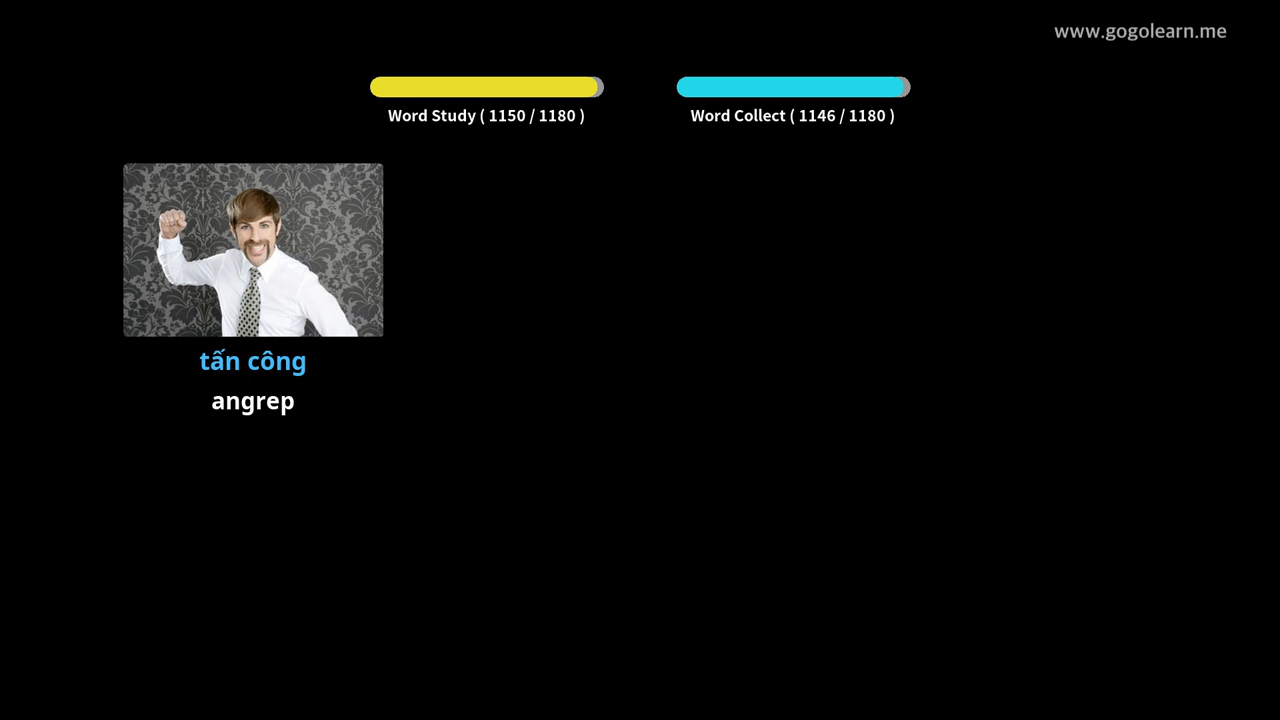 www.gogolearn.me
Word Study ( 1150 / 1180 )
Word Collect ( 1146 / 1180 )
tấn công
angrep